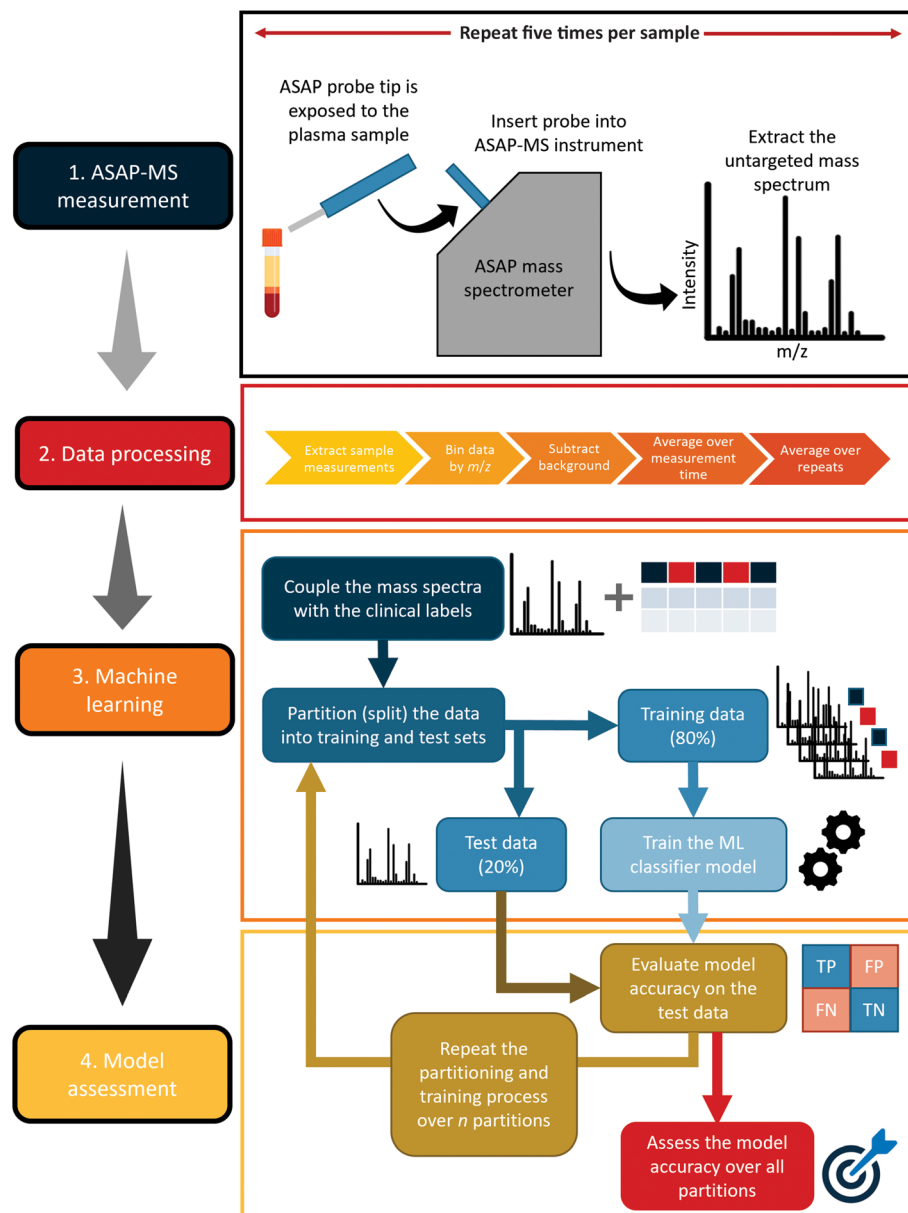 Repeat five times per sample
ASAP probe tip is
exposed to the
plasma sample
Insert probe into
ASAP-MS instrument
Extract the
untargeted mass
spectrum
1. ASAP-MS
measurement
ASAP mass
spectrometer
Intensity
m/z
2. Data processing
Extract sample
measurements
Bin data
by m/z
Subtract
background
Average over
measurement
time
Average over
repeats
3. Machine
learning
Couple the mass spectra
with the clinical labels
Partition (split) the data
into training and test sets
Training data
(80%)
Test data
(20%)
Train the ML
classifier model
4. Model
assessment
Evaluate model
accuracy on the
test data
TP FP
FN TN
Repeat the
partitioning and
training process
over n partitions
Assess the model
accuracy over all
partitions